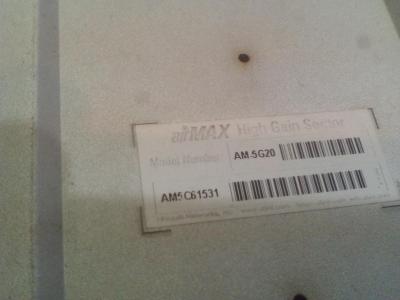 airMAX High Gain Sector
Model Number AM-5G20
AM5C61531